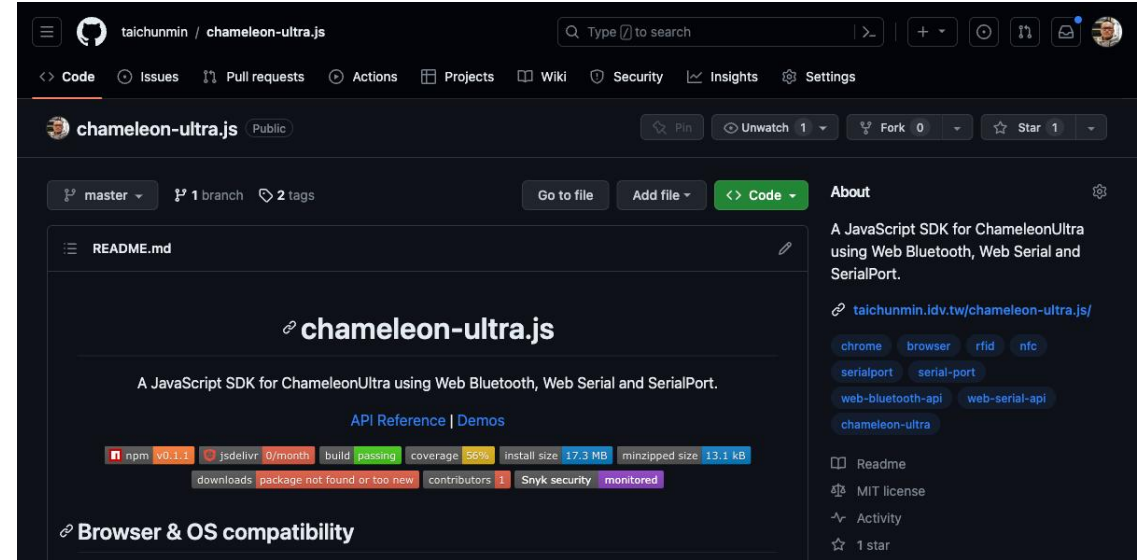 taichunmin / chameleon-ultra.js
Type / to search
Code Issues Pull requests Actions Projects Wiki Security Insights Settings
chameleon-ultra.js Public
Pin Unwatch 1 Fork 0 Star 1
master 1 branch 2 tags
Go to file Add file <> Code
README.md
chameleon-ultra.js
A JavaScript SDK for ChameleonUltra using Web Bluetooth, Web Serial and SerialPort.
API Reference | Demos
npm v0.1.1 jsdelivr 0/month build passing coverage 56% install size 17.3 MB minzipped size 13.1 kB
downloads package not found or too new contributors 1 Snyk security monitored
Browser & OS compatibility
About
A JavaScript SDK for ChameleonUltra
using Web Bluetooth, Web Serial and
SerialPort.
taichunmin.idv.tw/chameleon-ultra.js/
chrome browser rfid nfc
serialport serial-port
web-bluetooth-api web-serial-api
chameleon-ultra
Readme
MIT license
Activity
1 star